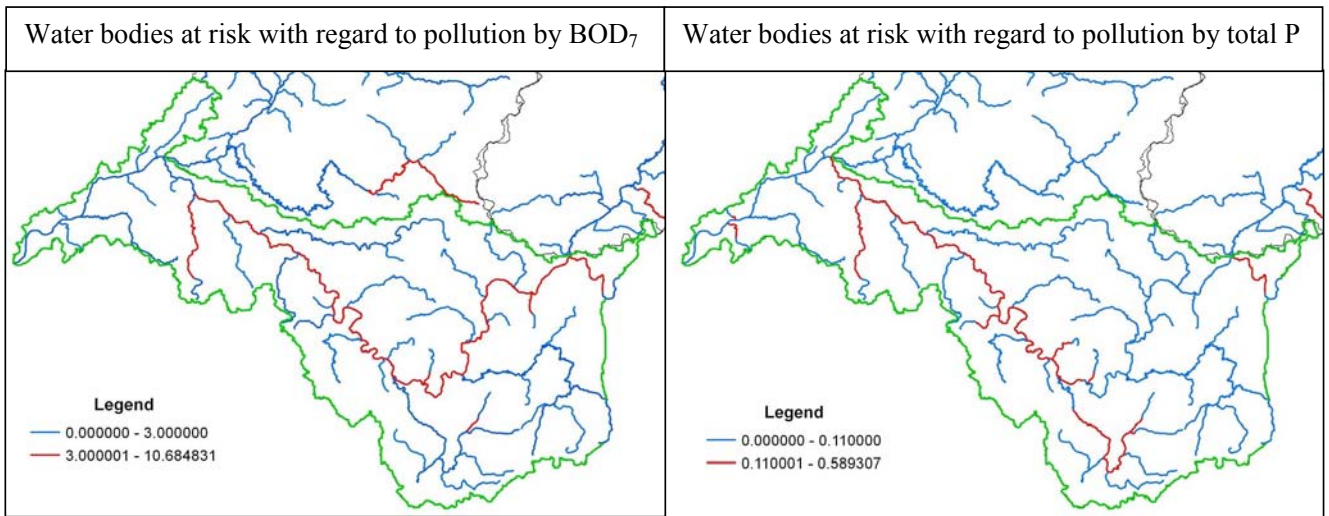 Water bodies at risk with regard to pollution by BOD₇
Water bodies at risk with regard to pollution by total P
Legend
0.000000 - 3.000000
3.000001 - 10.684831
Legend
0.000000 - 0.110000
0.110001 - 0.589307